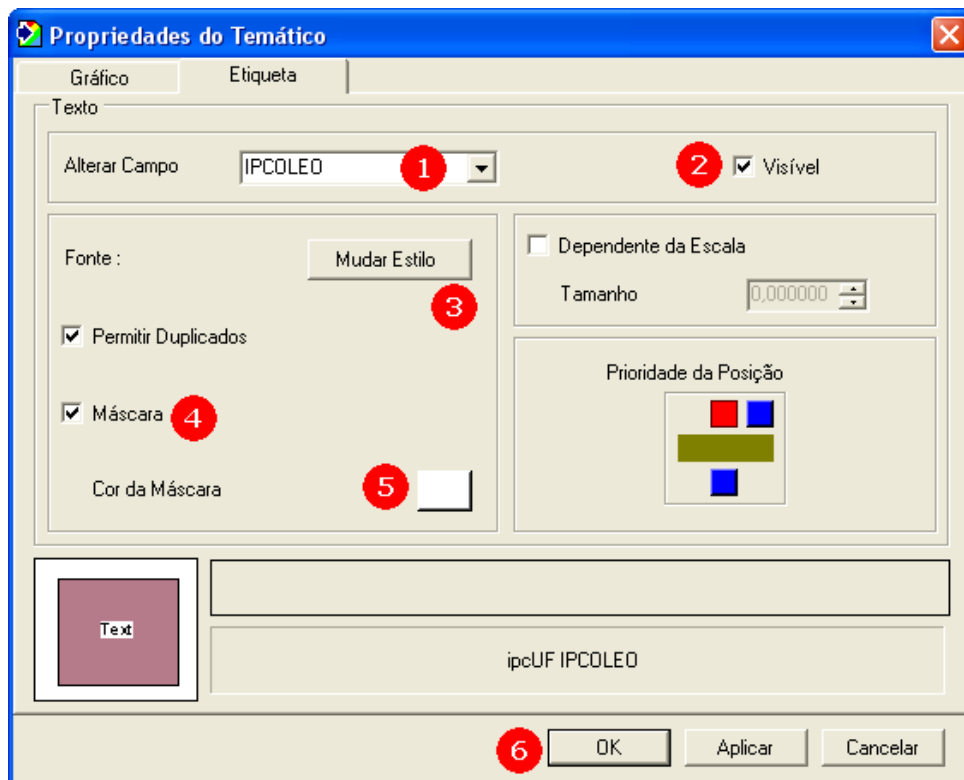 Propriedades do Temático
Gráfico
Etiqueta
Texto
Alterar Campo
IPCOLEO
1
2
Visível
Fonte :
Mudar Estilo
3
Permitir Duplicados
Máscara
4
Cor da Máscara
5
Dependente da Escala
Tamanho
0,000000
Prioridade da Posição
Text
ipcUF IPCOLEO
6
OK
Aplicar
Cancelar